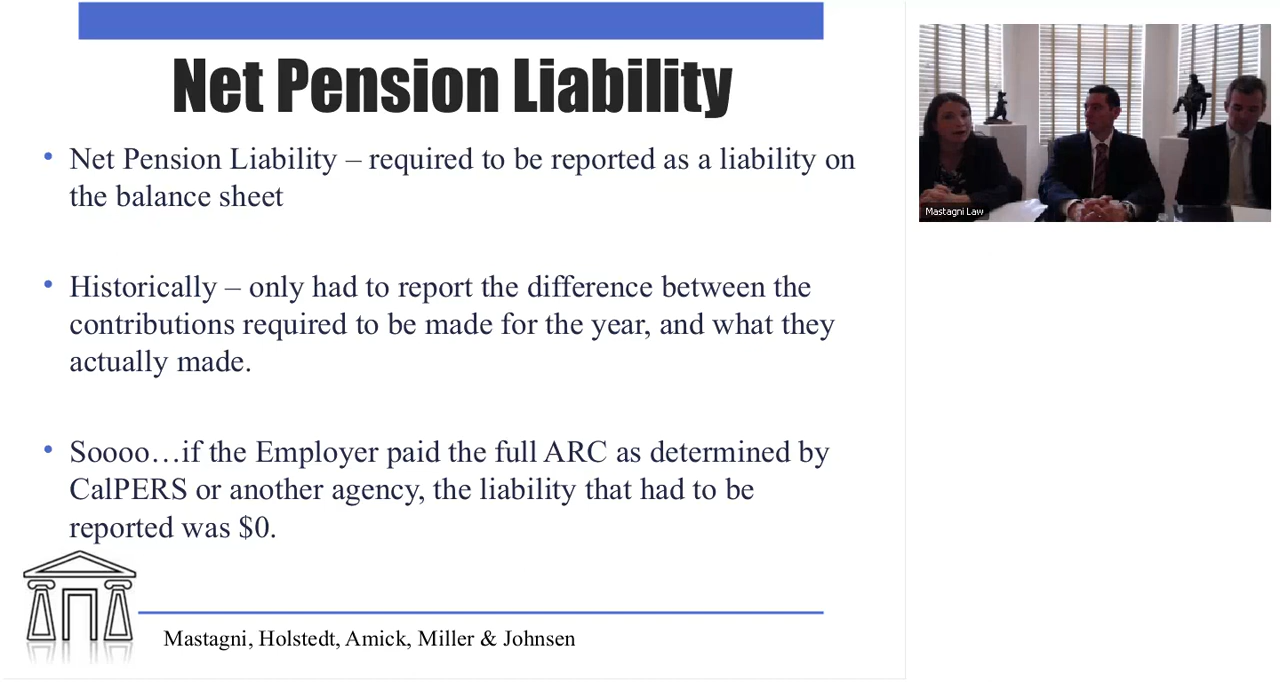 Net Pension Liability
Net Pension Liability – required to be reported as a liability on
the balance sheet
Historically – only had to report the difference between the
contributions required to be made for the year, and what they
actually made.
Soooo…if the Employer paid the full ARC as determined by
CalPERS or another agency, the liability that had to be
reported was $0.
Mastagni, Holstedt, Amick, Miller & Johnsen
Mastagni Law